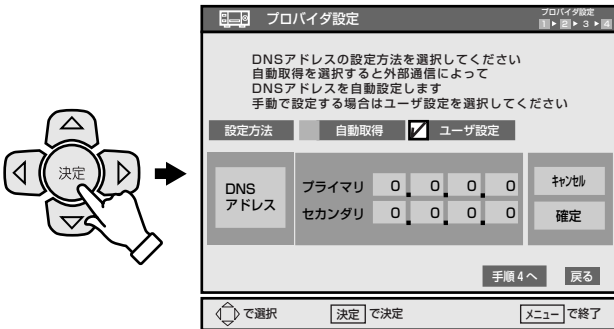 プロバイダ設定
プロバイダ設定
1 2 3 4
DNSアドレスの設定方法を選択してください
自動取得を選択すると外部通信によって
DNSアドレスを自動設定します
手動で設定する場合はユーザ設定を選択してください
設定方法 自動取得 ユーザ設定
決定
DNS
アドレス
プライマリ 0.0.0.0
セカンダリ 0.0.0.0
キャンセル
確定
手順4へ 戻る
で選択 決定 で決定 メニュー で終了